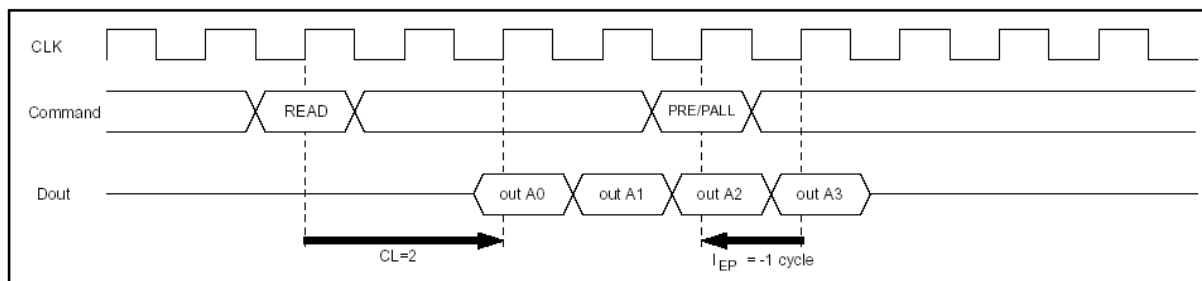 CLK
Command READ PRE/PALL
Dout out A0 out A1 out A2 out A3
CL=2 lEP = -1 cycle